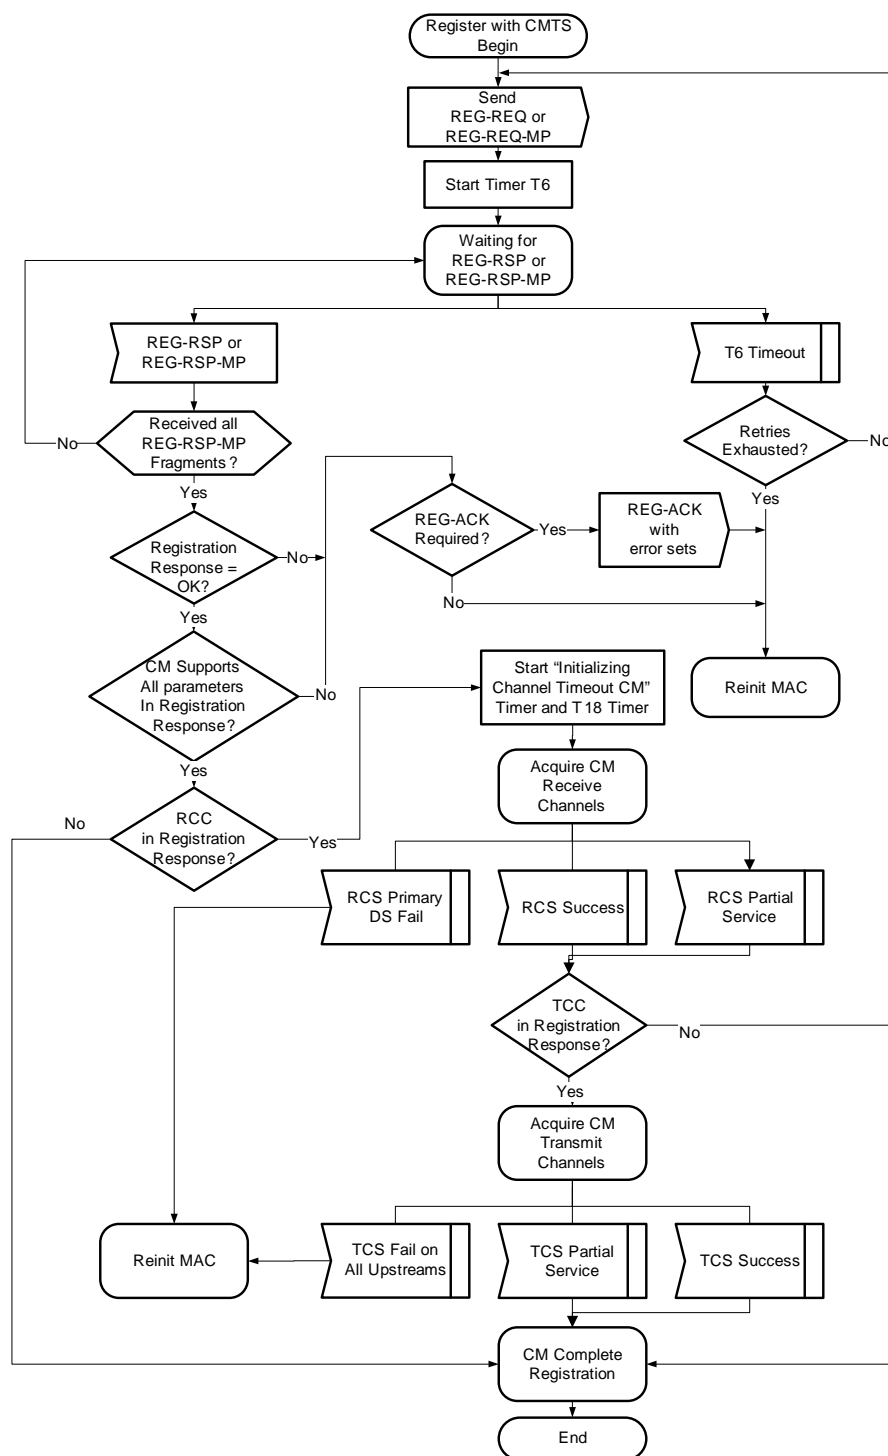 Register with CMTS
Begin
Send
REG-REQ or
REG-REQ-MP
Start Timer T6
Waiting for
REG-RSP or
REG-RSP-MP
REG-RSP or
REG-RSP-MP
T6 Timeout
Received all
REG-RSP-MP
Fragments?
No
Yes
Retries
Exhausted?
No
Yes
REG-ACK
Required?
Yes
REG-ACK
with
error sets
No
Registration
Response =
OK?
No
Yes
CM Supports
All parameters
In Registration
Response?
No
Yes
Start “Initializing
Channel Timeout CM”
Timer and T18 Timer
Reinit MAC
Acquire CM
Receive
Channels
RCC
in Registration
Response?
No
Yes
RCS Primary
DS Fail
RCS Success
RCS Partial
Service
TCC
in Registration
Response?
No
Yes
Acquire CM
Transmit
Channels
Reinit MAC
TCS Fail on
All Upstreams
TCS Partial
Service
TCS Success
CM Complete
Registration
End